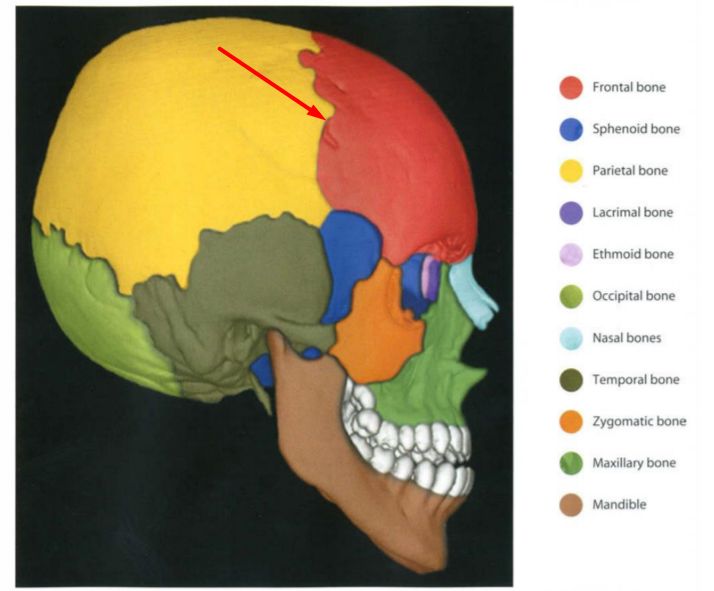 Frontal bone
Sphenoid bone
Parietal bone
Lacrimal bone
Ethmoid bone
Occipital bone
Nasal bones
Temporal bone
Zygomatic bone
Maxillary bone
Mandible